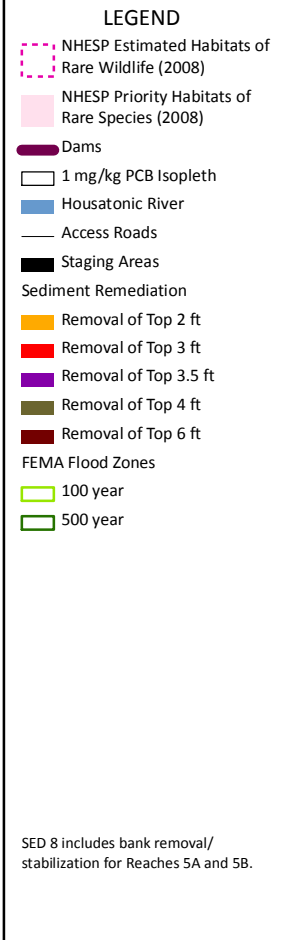 LEGEND
NHESP Estimated Habitats of
Rare Wildlife (2008)
NHESP Priority Habitats of
Rare Species (2008)
Dams
1 mg/kg PCB Isopleth
Housatonic River
Access Roads
Staging Areas
Sediment Remediation
Removal of Top 2 ft
Removal of Top 3 ft
Removal of Top 3.5 ft
Removal of Top 4 ft
Removal of Top 6 ft
FEMA Flood Zones
100 year
500 year
SED 8 includes bank removal/
stabilization for Reaches 5A and 5B.